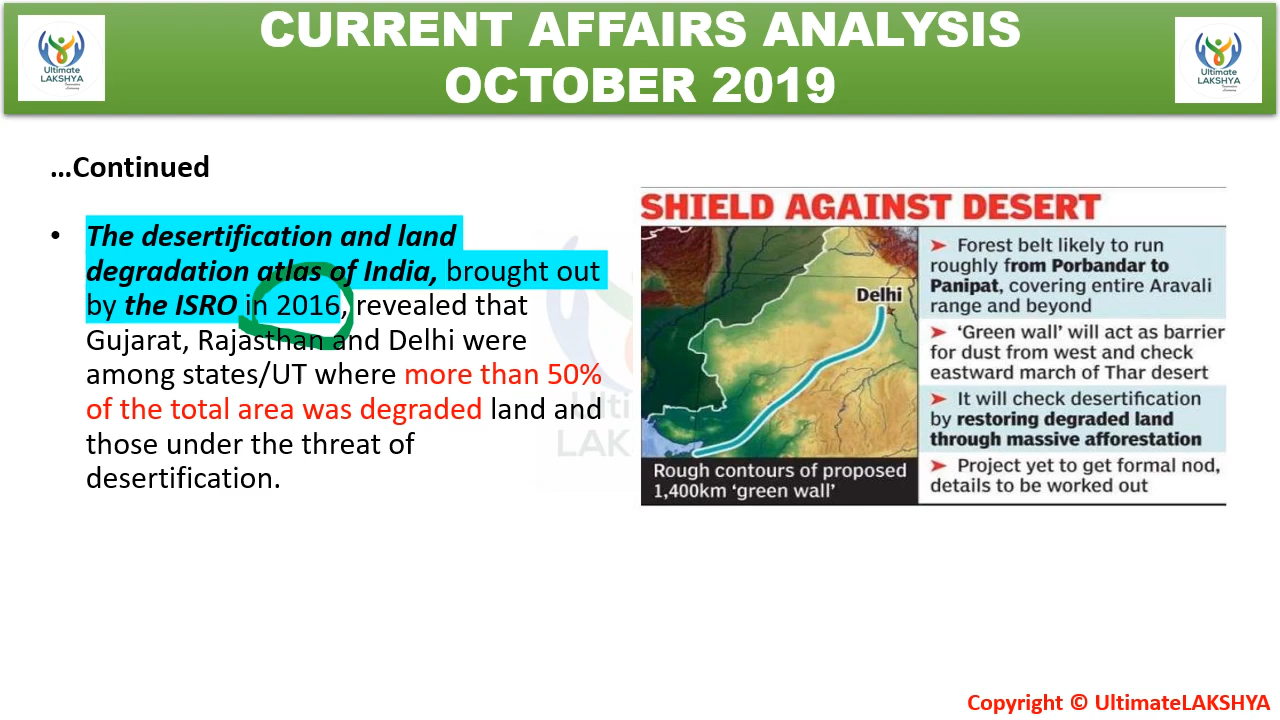 CURRENT AFFAIRS ANALYSIS
OCTOBER 2019
Ultimate
LAKSHYA
Ultimate
LAKSHYA
…Continued
• The desertification and land
degradation atlas of India, brought out
by the ISRO in 2016, revealed that
Gujarat, Rajasthan and Delhi were
among states/UT where more than 50%
of the total area was degraded land and
those under the threat of
desertification.
SHIELD AGAINST DESERT
Delhi
Rough contours of proposed
1,400km ‘green wall’
➤ Forest belt likely to run
roughly from Porbandar to
Panipat, covering entire Aravali
range and beyond
➤ ‘Green wall’ will act as barrier
for dust from west and check
eastward march of Thar desert
➤ It will check desertification
by restoring degraded land
through massive afforestation
➤ Project yet to get formal nod,
details to be worked out
Copyright © UltimateLAKSHYA